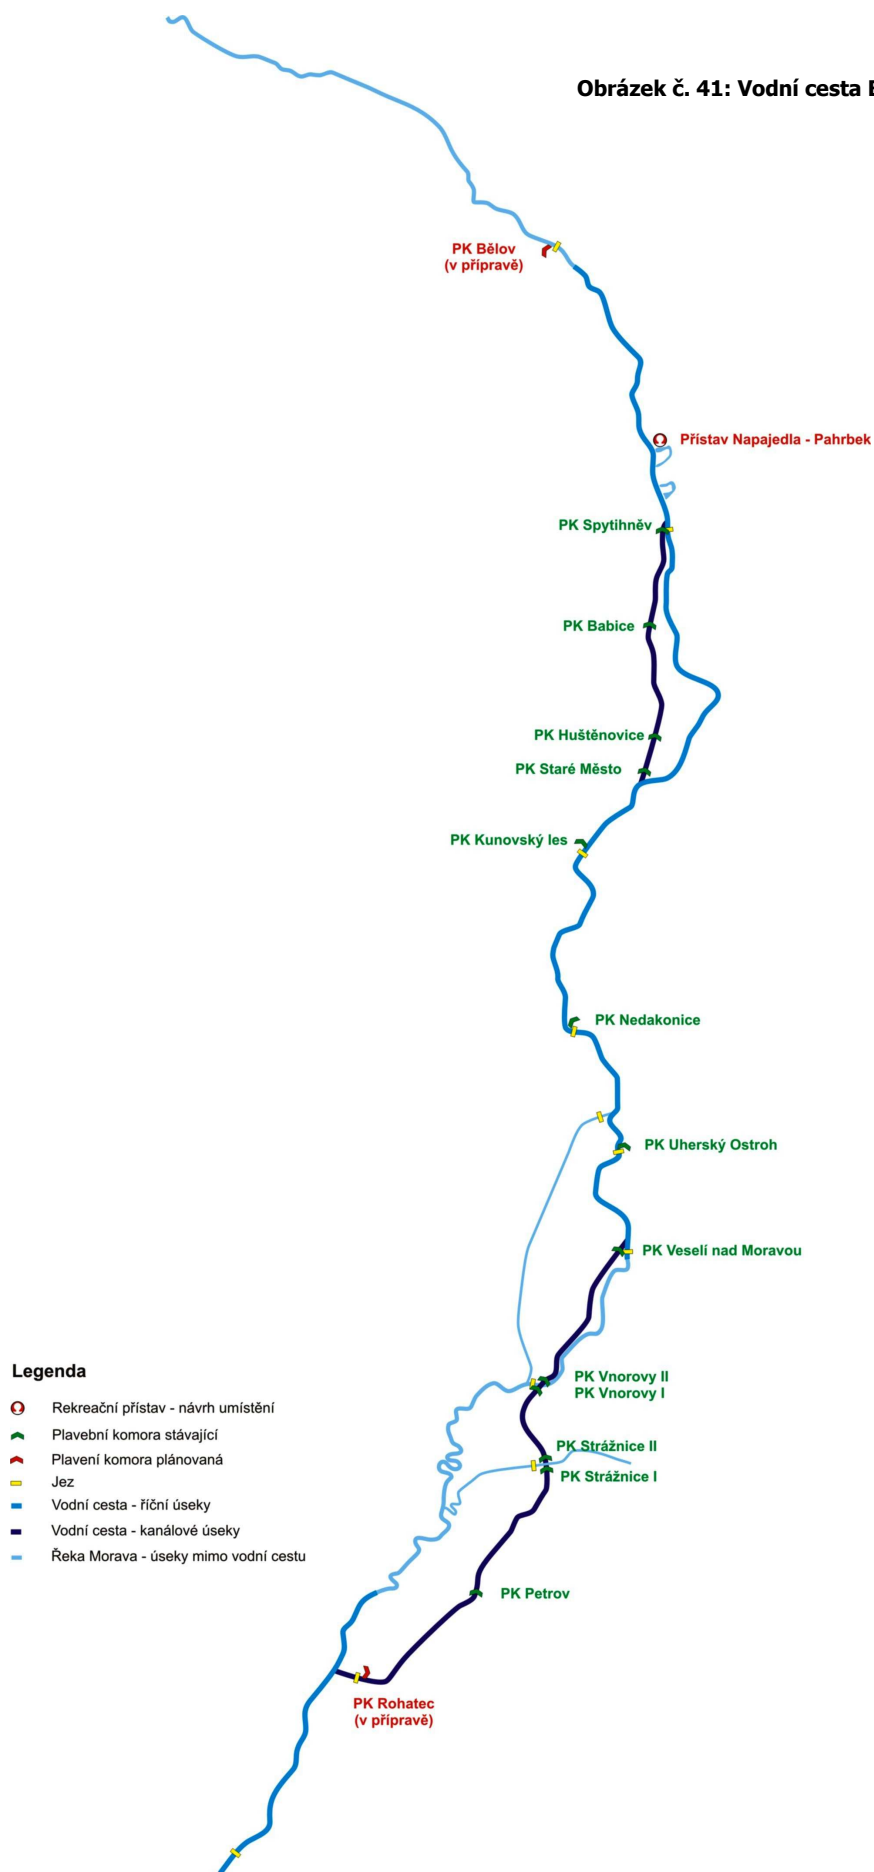 Obrázek č. 41: Vodní cesta
PK Bělov
(v přípravě)
Přístav Napajedla - Pahrbek
PK Spytihněv
PK Babice
PK Huštěnovice
PK Staré Město
PK Kunovský les
PK Nedakonice
PK Uherský Ostroh
PK Veselí nad Moravou
PK Vnorovy II
PK Vnorovy I
PK Strážnice II
PK Strážnice I
PK Petrov
PK Rohatec
(v přípravě)
Legenda
Rekreační přístav - návrh umístění
Plavební komora stávající
Plavení komora plánovaná
Jez
Vodní cesta - říční úseky
Vodní cesta - kanálové úseky
Řeka Morava - úseky mimo vodní cestu